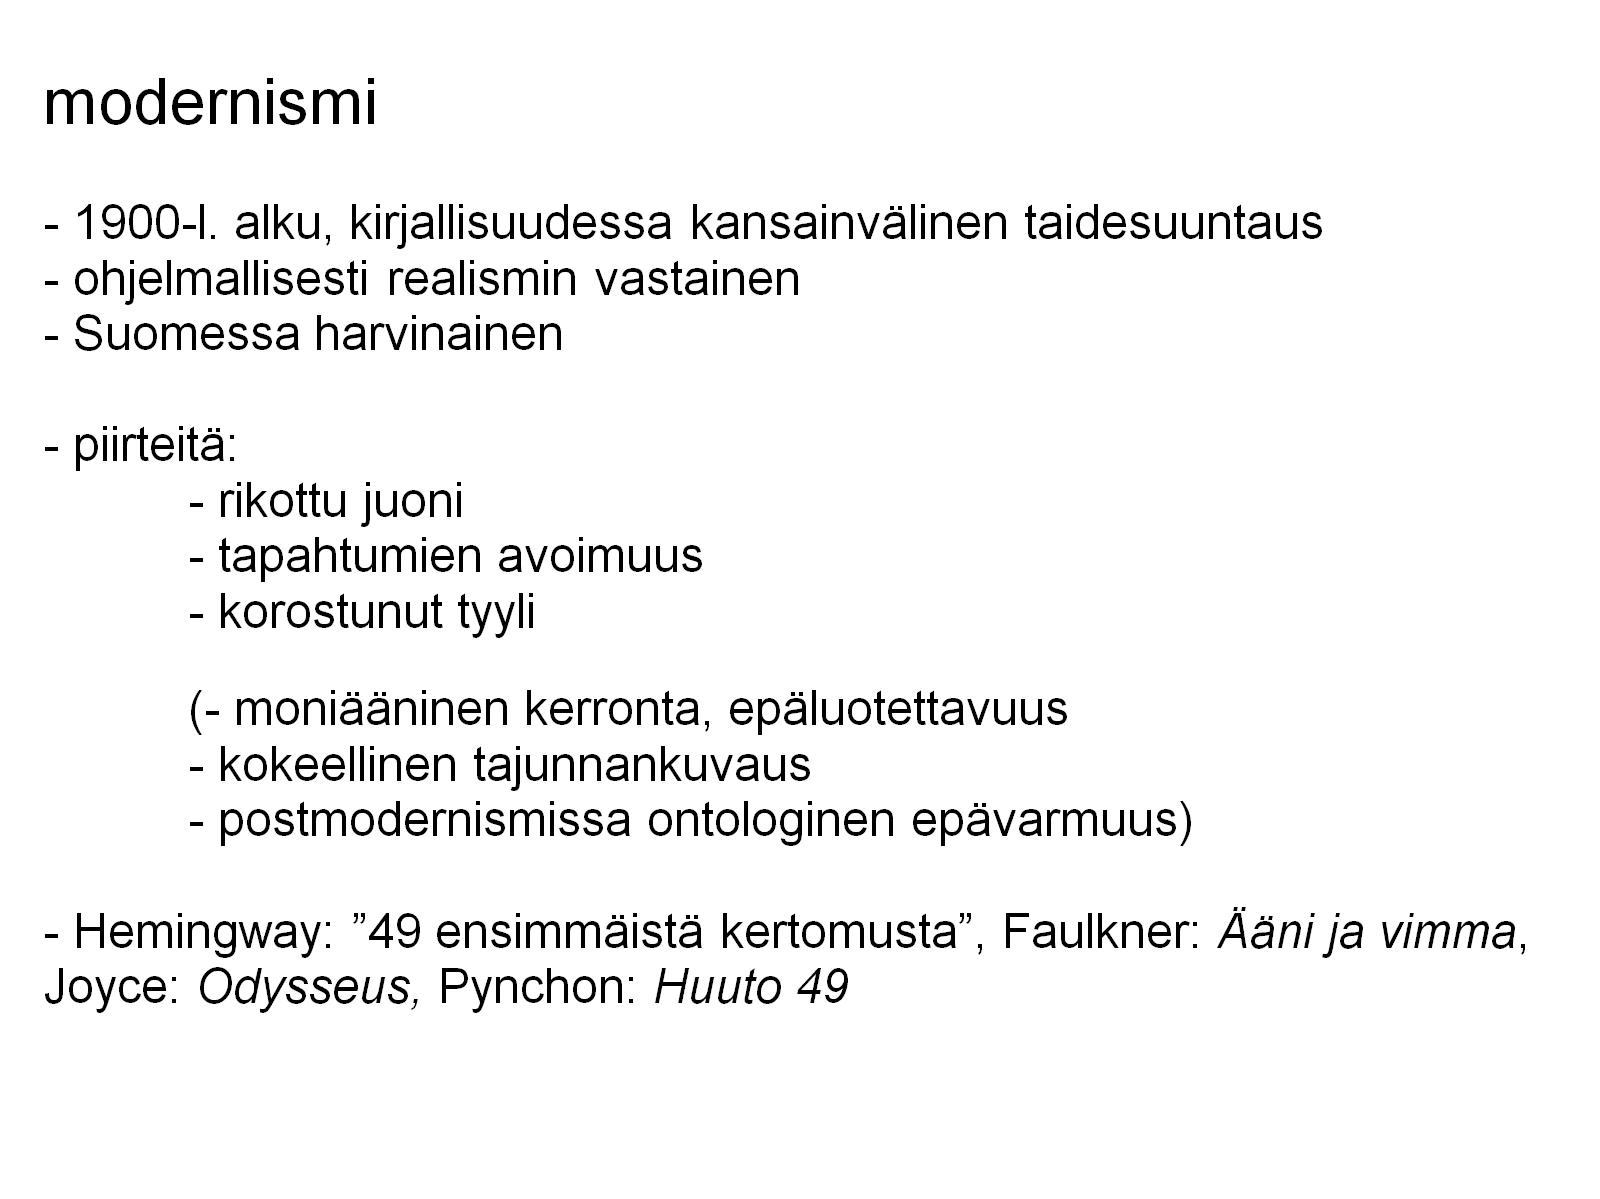 modernismi
- 1900-l. alku, kirjallisuudessa kansainvälinen taidesuuntaus
- ohjelmallisesti realismin vastainen
- Suomessa harvinainen
- piirteitä:
- rikottu juoni
- tapahtumien avoimuus
- korostunut tyyli
(- moniääninen kerronta, epäluotettavuus
- kokeellinen tajunnankuvaus
- postmodernismissa ontologinen epävarmuus)
- Hemingway: ”49 ensimmäistä kertomusta”, Faulkner: Ääni ja vimma,
Joyce: Odysseus, Pynchon: Huuto 49